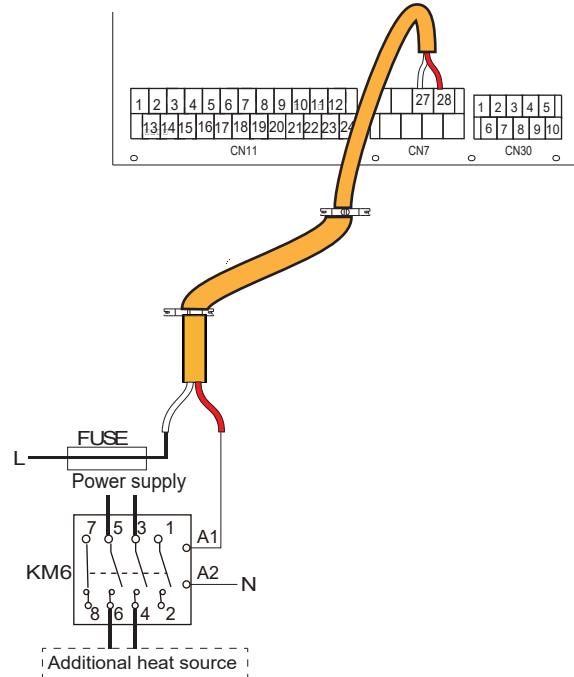 27 28
1 2 3 4 5 6 7 8 9 10 11 12
1 2 3 4 5
13 14 15 16 17 18 19 20 21 22 23 24
6 7 8 9 10
CN11 CN7 CN30
FUSE
L
Power supply
7 5 3 1
A1
KM6
A2
N
8 6 4 2
Additional heat source